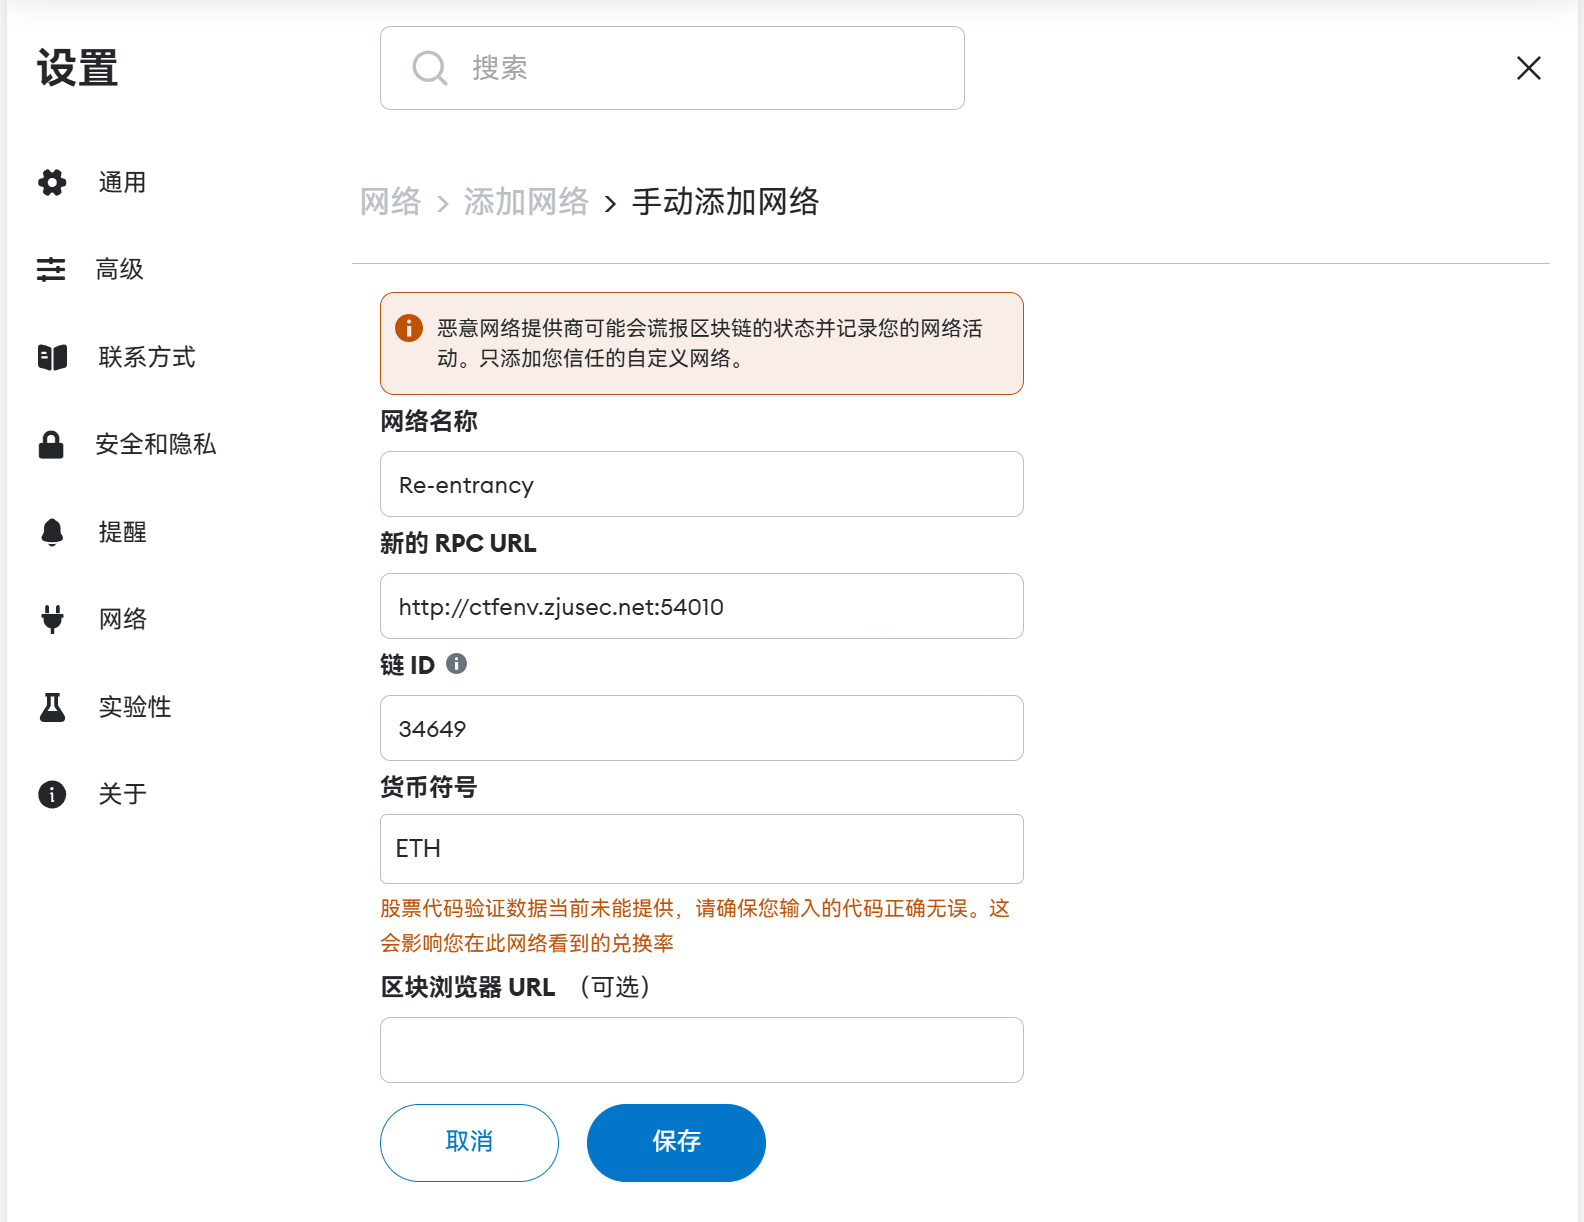 设置
搜索
通用
高级
联系方式
安全和隐私
提醒
网络
实验性
关于
网络 > 添加网络 > 手动添加网络
恶意网络提供商可能会谎报区块链的状态并记录您的网络活
动。只添加您信任的自定义网络。
网络名称
Re-entrancy
新的 RPC URL
http://ctfenv.zjusec.net:54010
链 ID
34649
货币符号
ETH
股票代码验证数据当前未能提供，请确保您输入的代码正确无误。这
会影响您在此网络看到的兑换率
区块浏览器 URL （可选）
取消
保存